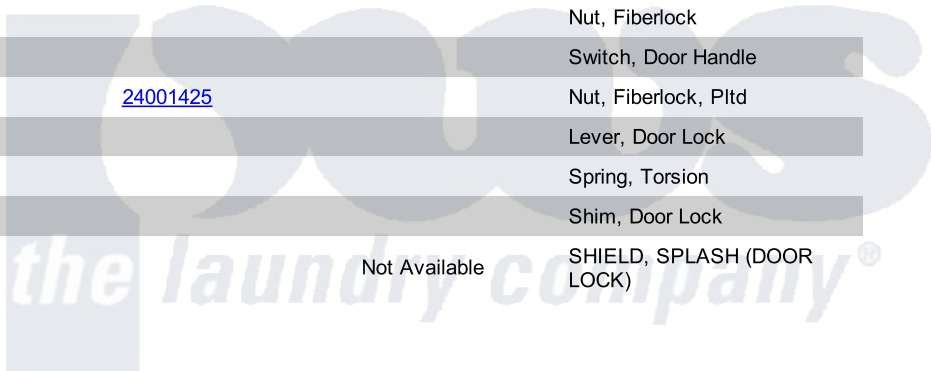 Nut, Fiberlock
Switch, Door Handle
24001425 Nut, Fiberlock, Pltd
Lever, Door Lock
Spring, Torsion
Shim, Door Lock
Not Available SHIELD, SPLASH (DOOR
LOCK)
the laundry company®